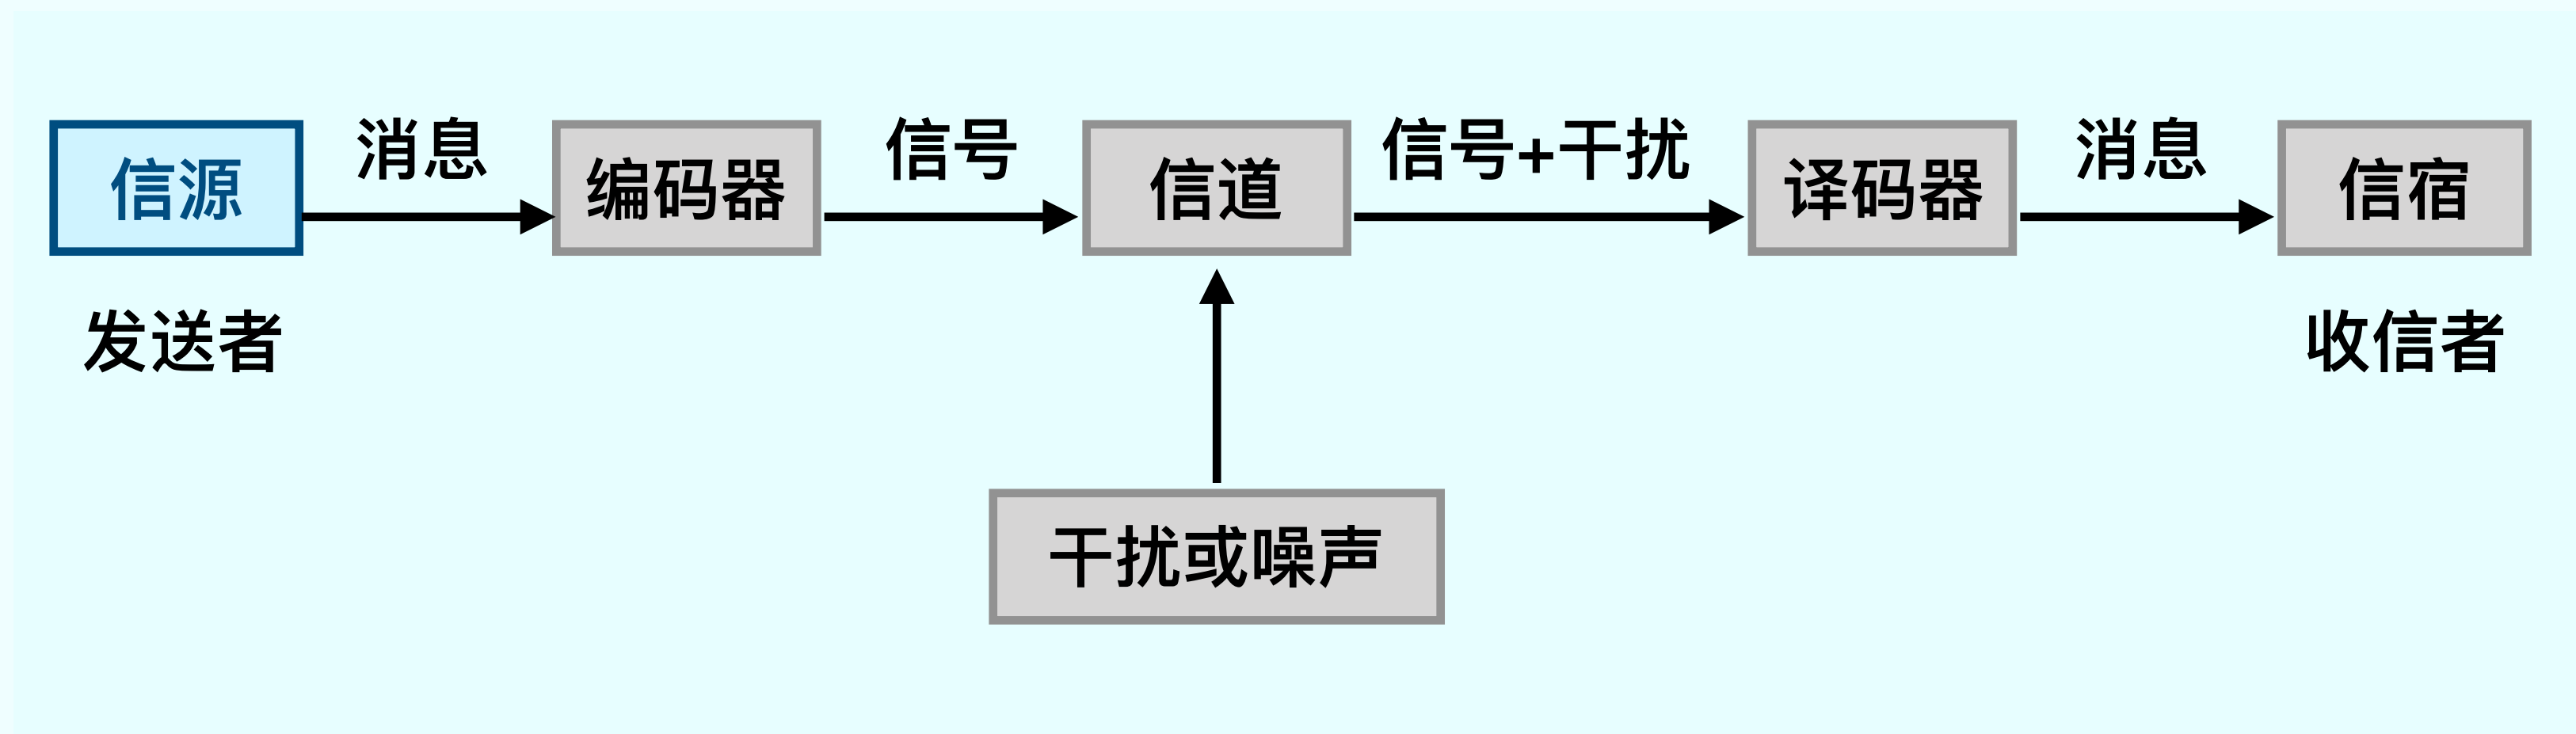 信源
消息
编码器
信号
信道
信号+干扰
译码器
消息
信宿
发送者
收信者
干扰或噪声